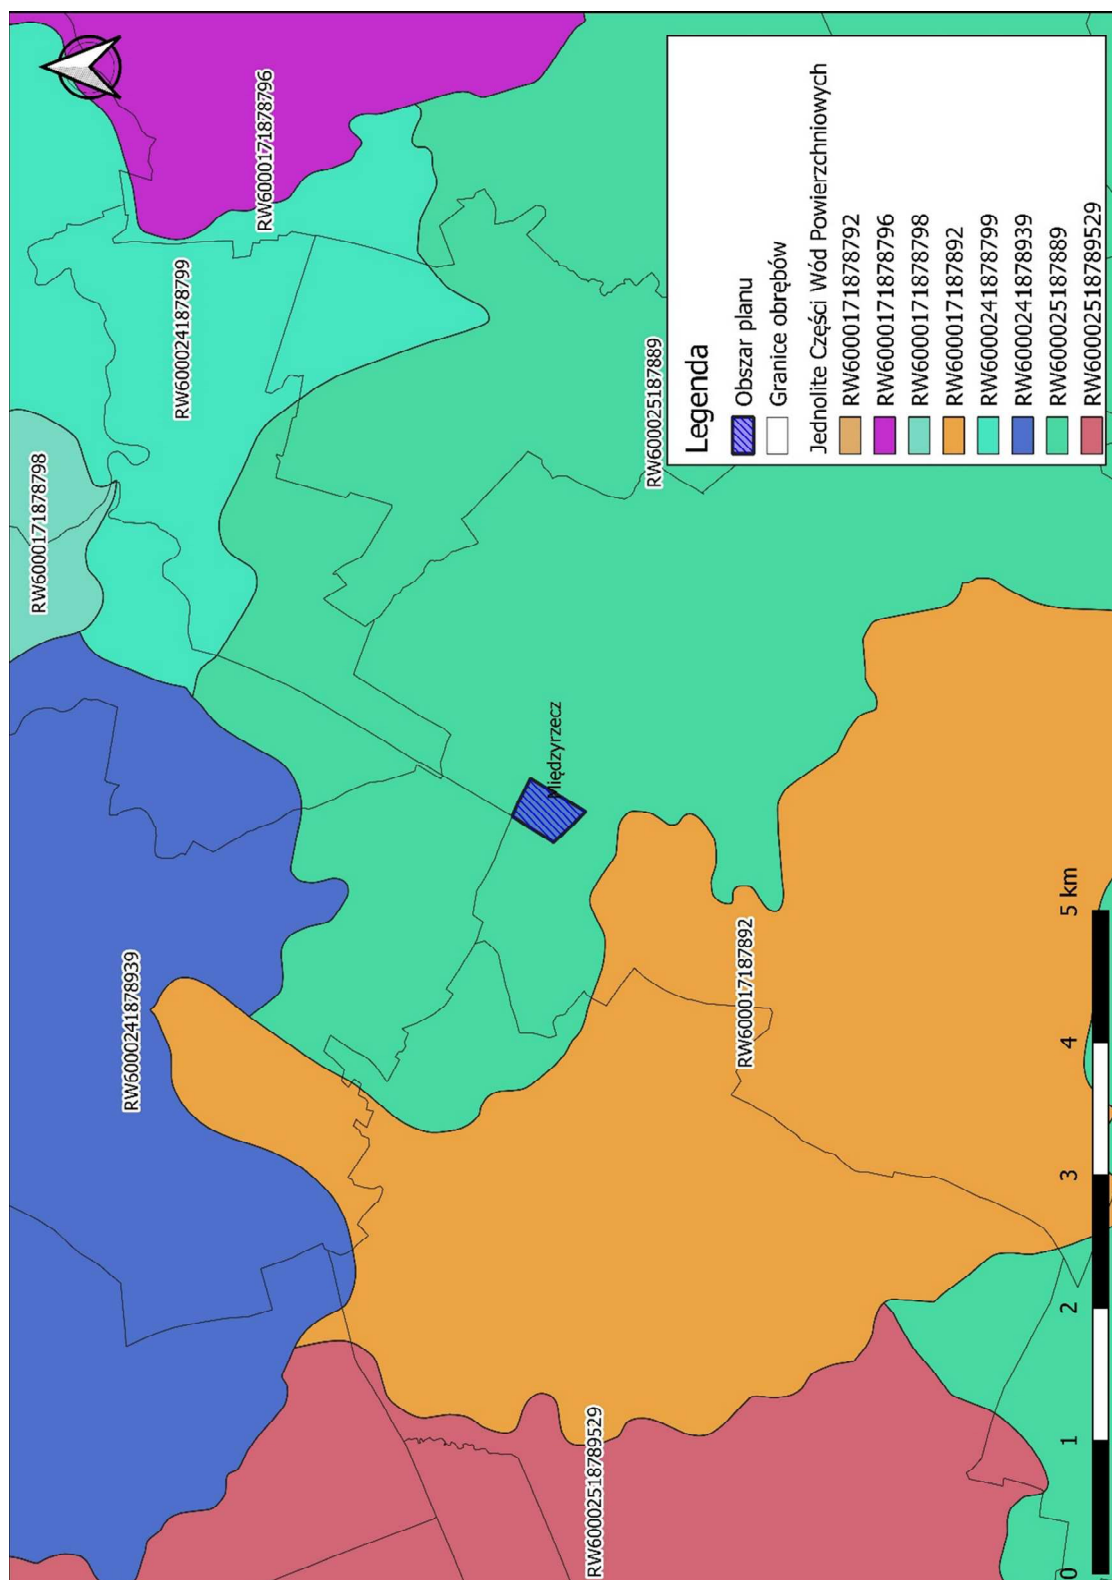 RW6000171878798
RW6000241878939
RW6000241878799
RW6000171878796
Międzyrzecz
RW60002518789529
RW600025187889
RW600017187892
Legenda
Obszar planu
Granice obrębów
Jednolite Części Wód Powierzchniowych
RW6000171878792
RW6000171878796
RW6000171878798
RW600017187892
RW6000241878799
RW6000241878939
RW600025187889
RW60002518789529
0 1 2 3 4 5 km